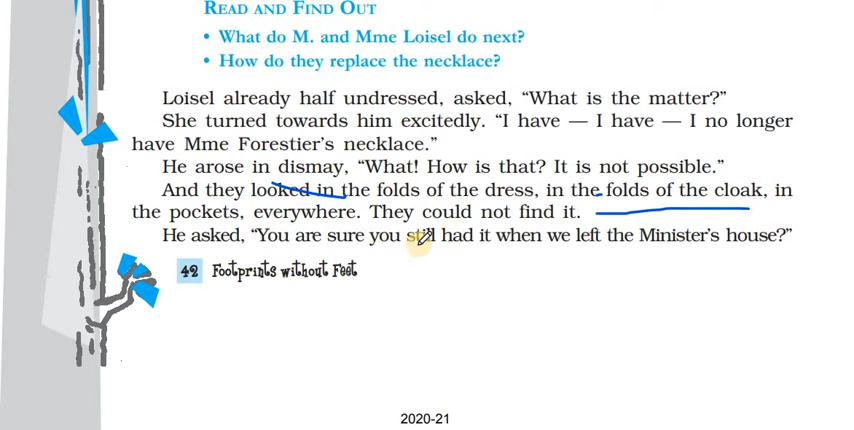 READ AND FIND OUT
• What do M. and Mme Loisel do next?
• How do they replace the necklace?
Loisel already half undressed, asked, “What is the matter?”
She turned towards him excitedly. “I have — I have — I no longer
have Mme Forestier’s necklace.”
He arose in dismay, “What! How is that? It is not possible.”
And they looked in the folds of the dress, in the folds of the cloak, in
the pockets, everywhere. They could not find it.
He asked, “You are sure you still had it when we left the Minister’s house?”
42 Footprints without Feet
2020-21